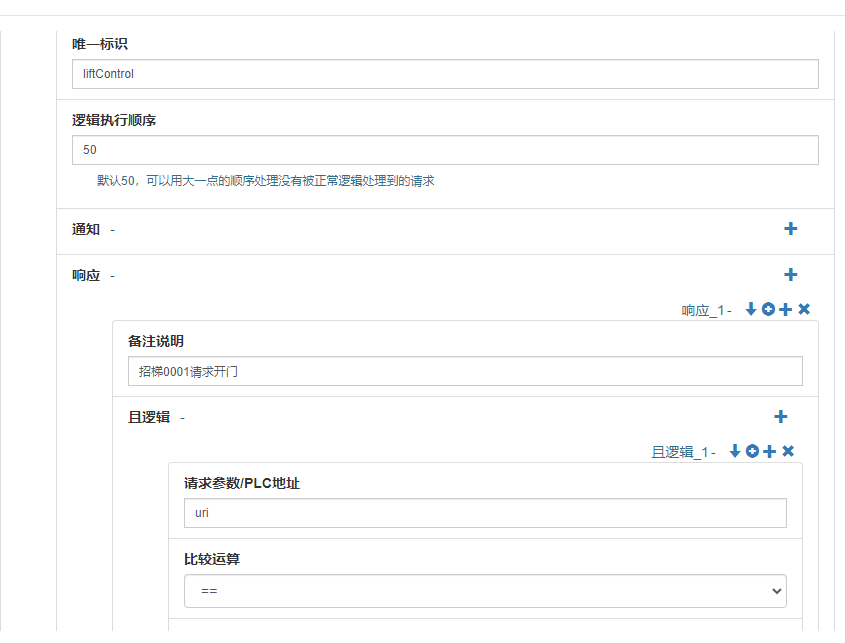 唯一标识
liftControl
逻辑执行顺序
50
默认50，可以用大一点的顺序处理没有被正常逻辑处理到的请求
通知 -
响应 -
响应_1-
备注说明
招梯0001请求开门
且逻辑 -
且逻辑_1-
请求参数/PLC地址
uri
比较运算
==